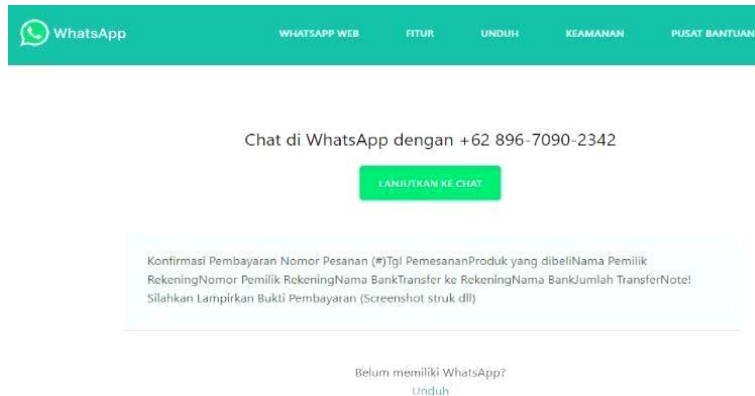 WhatsApp
WHATSAPP WEB FITUR UNDUH KEAMANAN PUSAT BANTUAN
Chat di WhatsApp dengan +62 896-7090-2342
LANJUTKAN KE CHAT
Konfirmasi Pembayaran Nomor Pesanan (#)Tgl PemesananProduk yang dibeliNama Pemilik
RekeningNomor Pemilik RekeningNama BankTransfer ke RekeningNama BankJumlah TransferNote!
Silahkan Lampirkan Bukti Pembayaran (Screenshot struk dll)
Belum memiliki WhatsApp?
Unduh